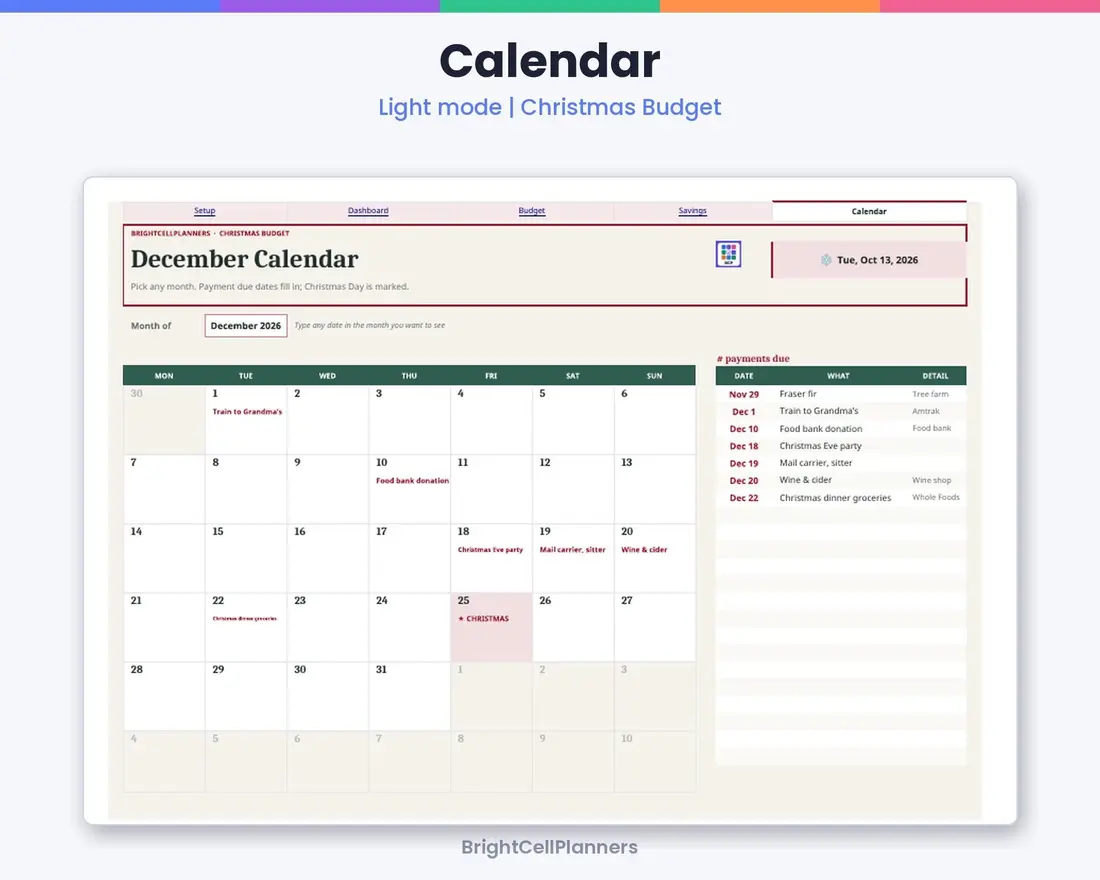 Calendar
Light mode | Christmas Budget
Setup Dashboard Budget Savings Calendar
BRIGHTCELLPLANNERS · CHRISTMAS BUDGET
December Calendar
BCP
Tue, Oct 13, 2026
Pick any month. Payment due dates fill in; Christmas Day is marked.
Month of December 2026 Type any date in the month you want to see
MON TUE WED THU FRI SAT SUN
30 1 2 3 4 5 6
Train to Grandma's
7 8 9 10 11 12 13
Food bank donation
14 15 16 17 18 19 20
Christmas Eve party Mail carrier, sitter Wine & cider
21 22 23 24 25 26 27
Christmas dinner groceries ★ CHRISTMAS
28 29 30 31 1 2 3
4 5 6 7 8 9 10
# payments due
DATE WHAT DETAIL
Nov 29 Fraser fir Tree farm
Dec 1 Train to Grandma's Amtrak
Dec 10 Food bank donation Food bank
Dec 18 Christmas Eve party
Dec 19 Mail carrier, sitter
Dec 20 Wine & cider Wine shop
Dec 22 Christmas dinner groceries Whole Foods
BrightCellPlanners